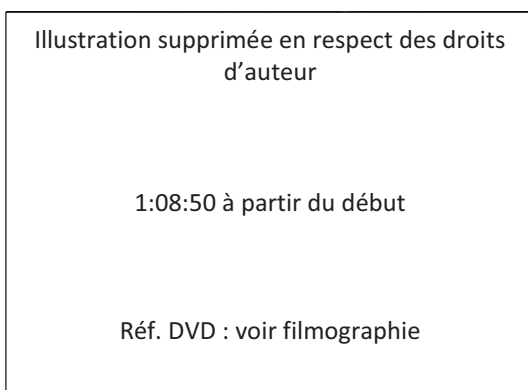 Illustration supprimée en respect des droits
d’auteur
1:08:50 à partir du début
Réf. DVD : voir filmographie